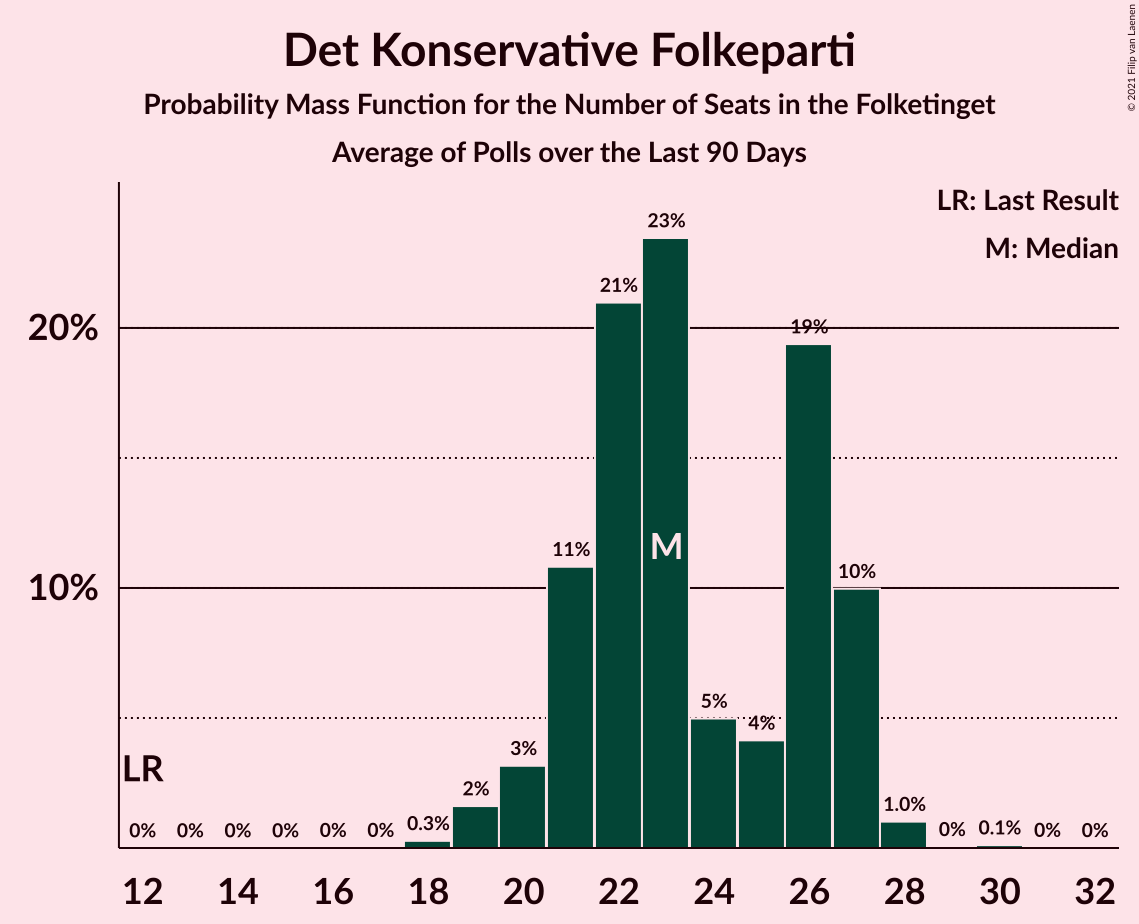 Det Konservative Folkeparti
Probability Mass Function for the Number of Seats in the Folketinget
Average of Polls over the Last 90 Days
© 2021 Filip van Laenen
LR: Last Result
M: Median
23%
21%
20%
19%
M
11%
10%
10%
5%
4%
LR
3%
2%
0% 0% 0% 0% 0% 0% 0.3% 1.0% 0% 0.1% 0% 0%
12 14 16 18 20 22 24 26 28 30 32